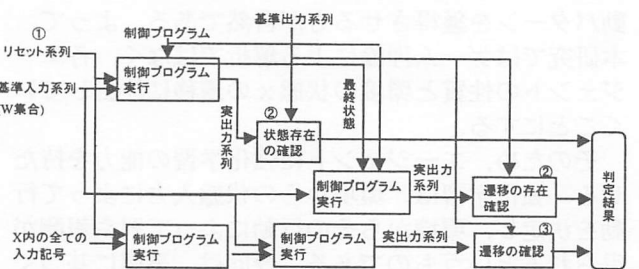 基準出力系列
①
制御プログラム
リセット系列
制御プログラム
実行
基準入力系列
(W集合)
実出力
系列
最終状態
②
状態存在
の確認
制御プログラム
実行
実出力
系列
②
遷移の存在
確認
判定結果
X内の全ての
入力記号
制御プログラム
実行
制御プログラム
実行
実出力系列
③
遷移の確認